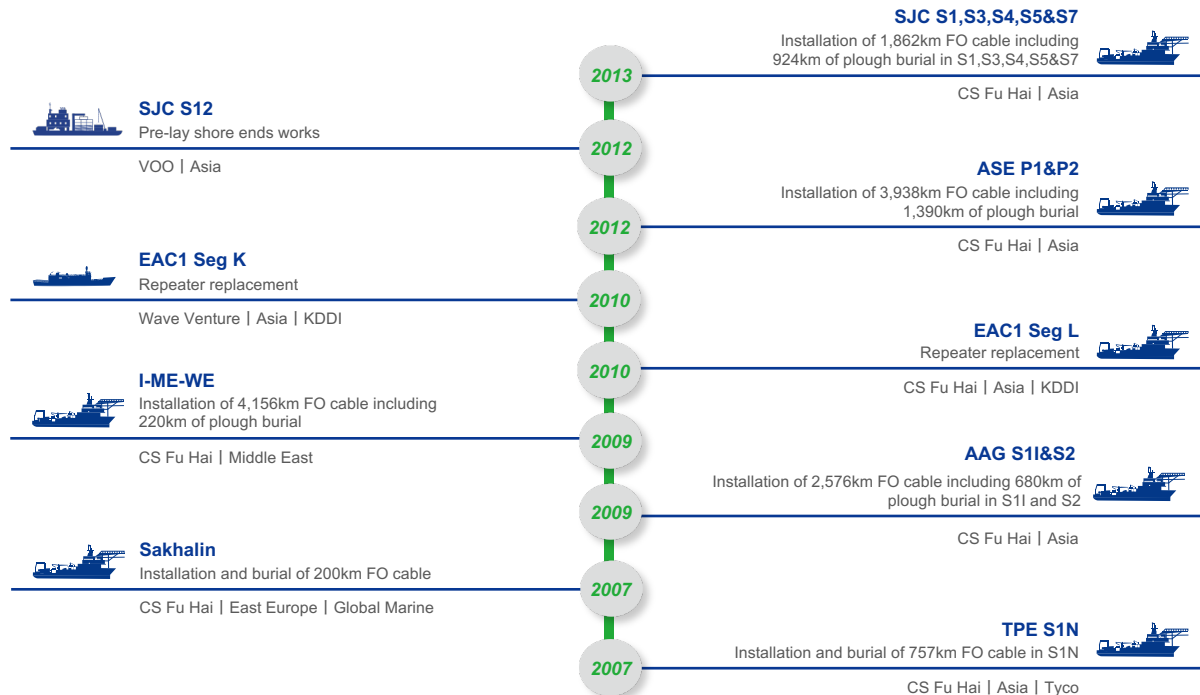 SJC S1,S3,S4,S5&S7
Installation of 1,862km FO cable including
924km of plough burial in S1,S3,S4,S5&S7
2013
CS Fu Hai | Asia
SJC S12
Pre-lay shore ends works
2012
VOO | Asia
ASE P1&P2
Installation of 3,938km FO cable including
1,390km of plough burial
2012
CS Fu Hai | Asia
EAC1 Seg K
Repeater replacement
2010
Wave Venture | Asia | KDDI
EAC1 Seg L
Repeater replacement
2010
CS Fu Hai | Asia | KDDI
I-ME-WE
Installation of 4,156km FO cable including
220km of plough burial
2009
CS Fu Hai | Middle East
AAG S1I&S2
Installation of 2,576km FO cable including 680km of
plough burial in S1I and S2
2009
CS Fu Hai | Asia
Sakhalin
Installation and burial of 200km FO cable
2007
CS Fu Hai | East Europe | Global Marine
TPE S1N
Installation and burial of 757km FO cable in S1N
2007
CS Fu Hai | Asia | Tyco